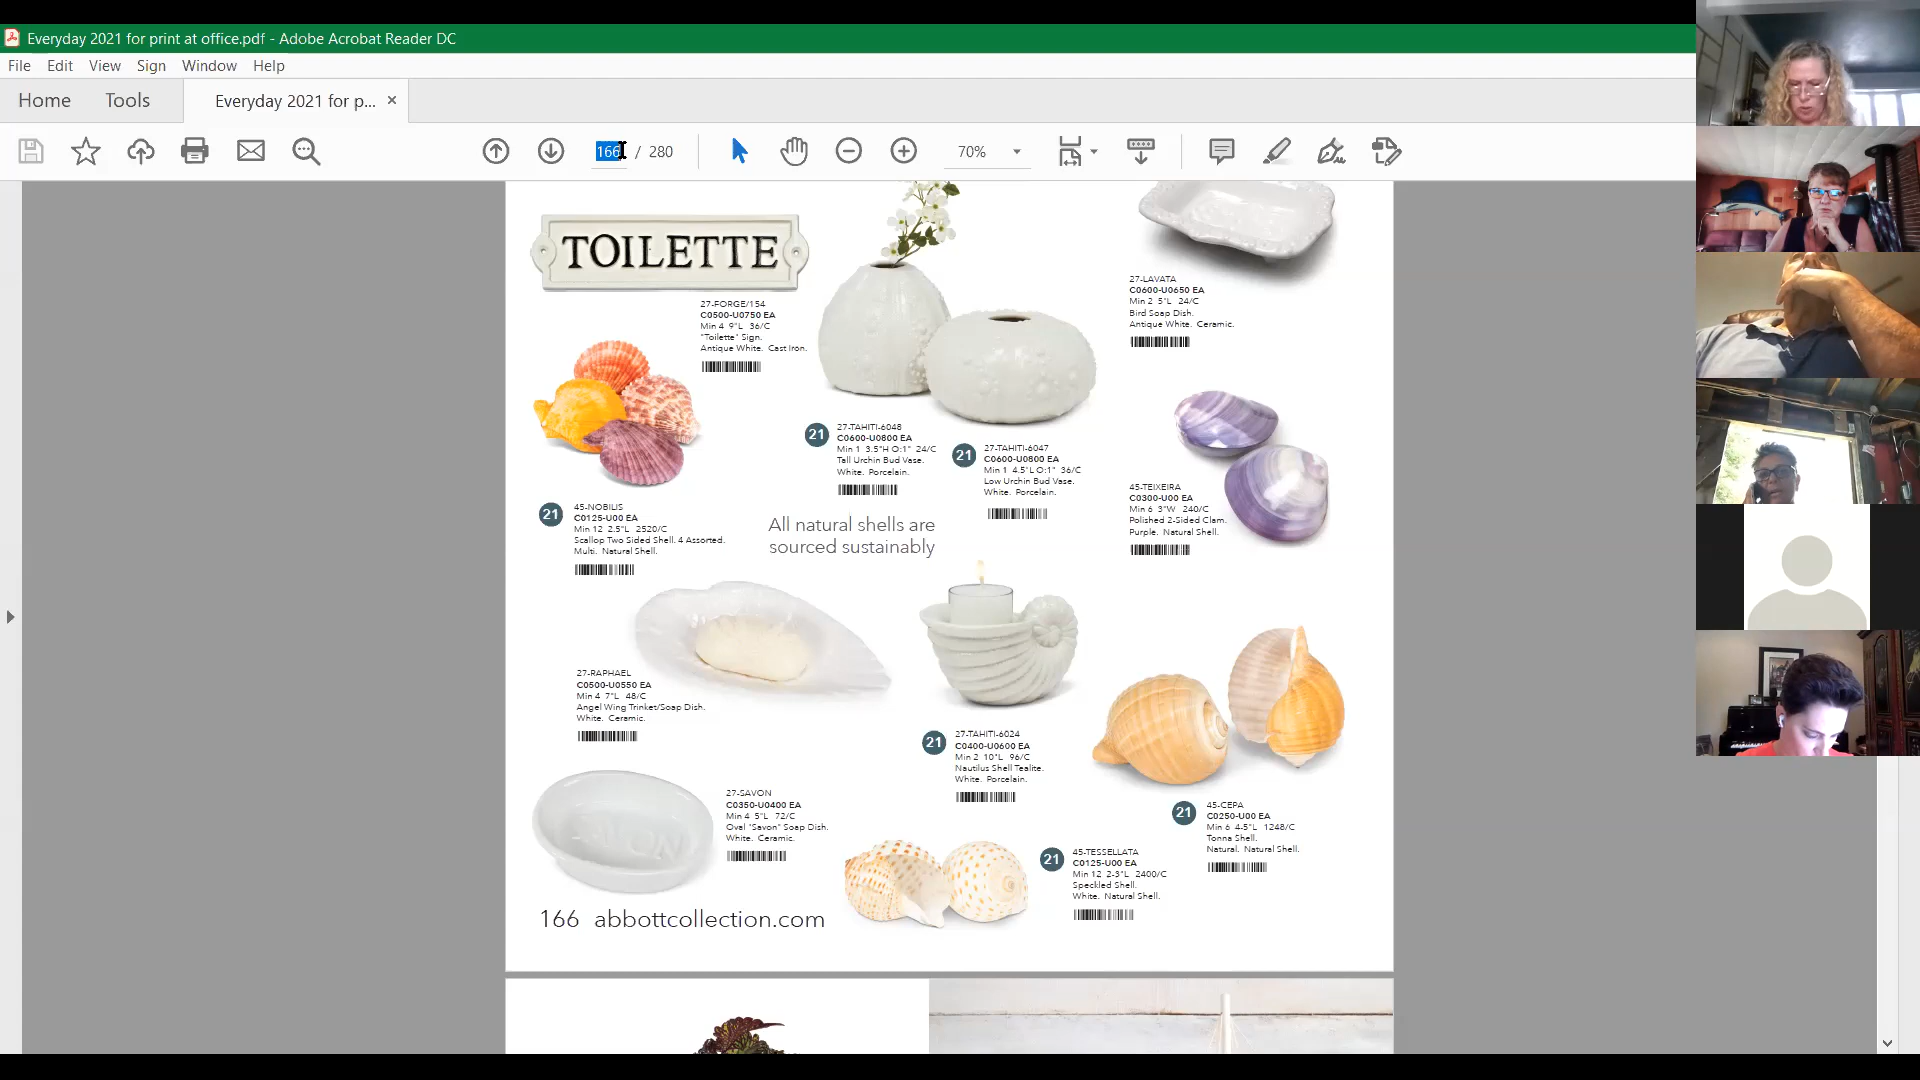 Everyday 2021 for print at office.pdf - Adobe Acrobat Reader DC
File Edit View Sign Window Help
Home Tools Everyday 2021 for p... ×
166 / 280 70%
TOILETTE
27-FORGE/154
C0500-U0750 EA
Min 4 9"L 36/C
"Toilette" Sign.
Antique White. Cast Iron.
27-LAVATA
C0600-U0650 EA
Min 2 5"L 24/C
Bird Soap Dish.
Antique White. Ceramic.
21
27-TAHITI-6048
C0600-U0800 EA
Min 1 3.5"H O:1" 24/C
Tall Urchin Bud Vase.
White. Porcelain.
21
27-TAHITI-6047
C0600-U0800 EA
Min 1 4.5"L O:1" 36/C
Low Urchin Bud Vase.
White. Porcelain.
45-TEIXEIRA
C0300-U00 EA
Min 6 3"W 240/C
Polished 2-Sided Clam.
Purple. Natural Shell.
21
45-NOBILIS
C0125-U00 EA
Min 12 2.5"L 2520/C
Scallop Two Sided Shell. 4 Assorted.
Multi. Natural Shell.
All natural shells are
sourced sustainably
27-RAPHAEL
C0500-U0550 EA
Min 4 7"L 48/C
Angel Wing Trinket/Soap Dish.
White. Ceramic.
21
27-TAHITI-6024
C0400-U0600 EA
Min 2 10"L 96/C
Nautilus Shell Tealite.
White. Porcelain.
27-SAVON
C0350-U0400 EA
Min 4 5"L 72/C
Oval "Savon" Soap Dish.
White. Ceramic.
21
45-CEPA
C0250-U00 EA
Min 6 4-5"L 1248/C
Tonna Shell.
Natural. Natural Shell.
21
45-TESSELLATA
C0125-U00 EA
Min 12 2-3"L 2400/C
Speckled Shell.
White. Natural Shell.
166 abbottcollection.com